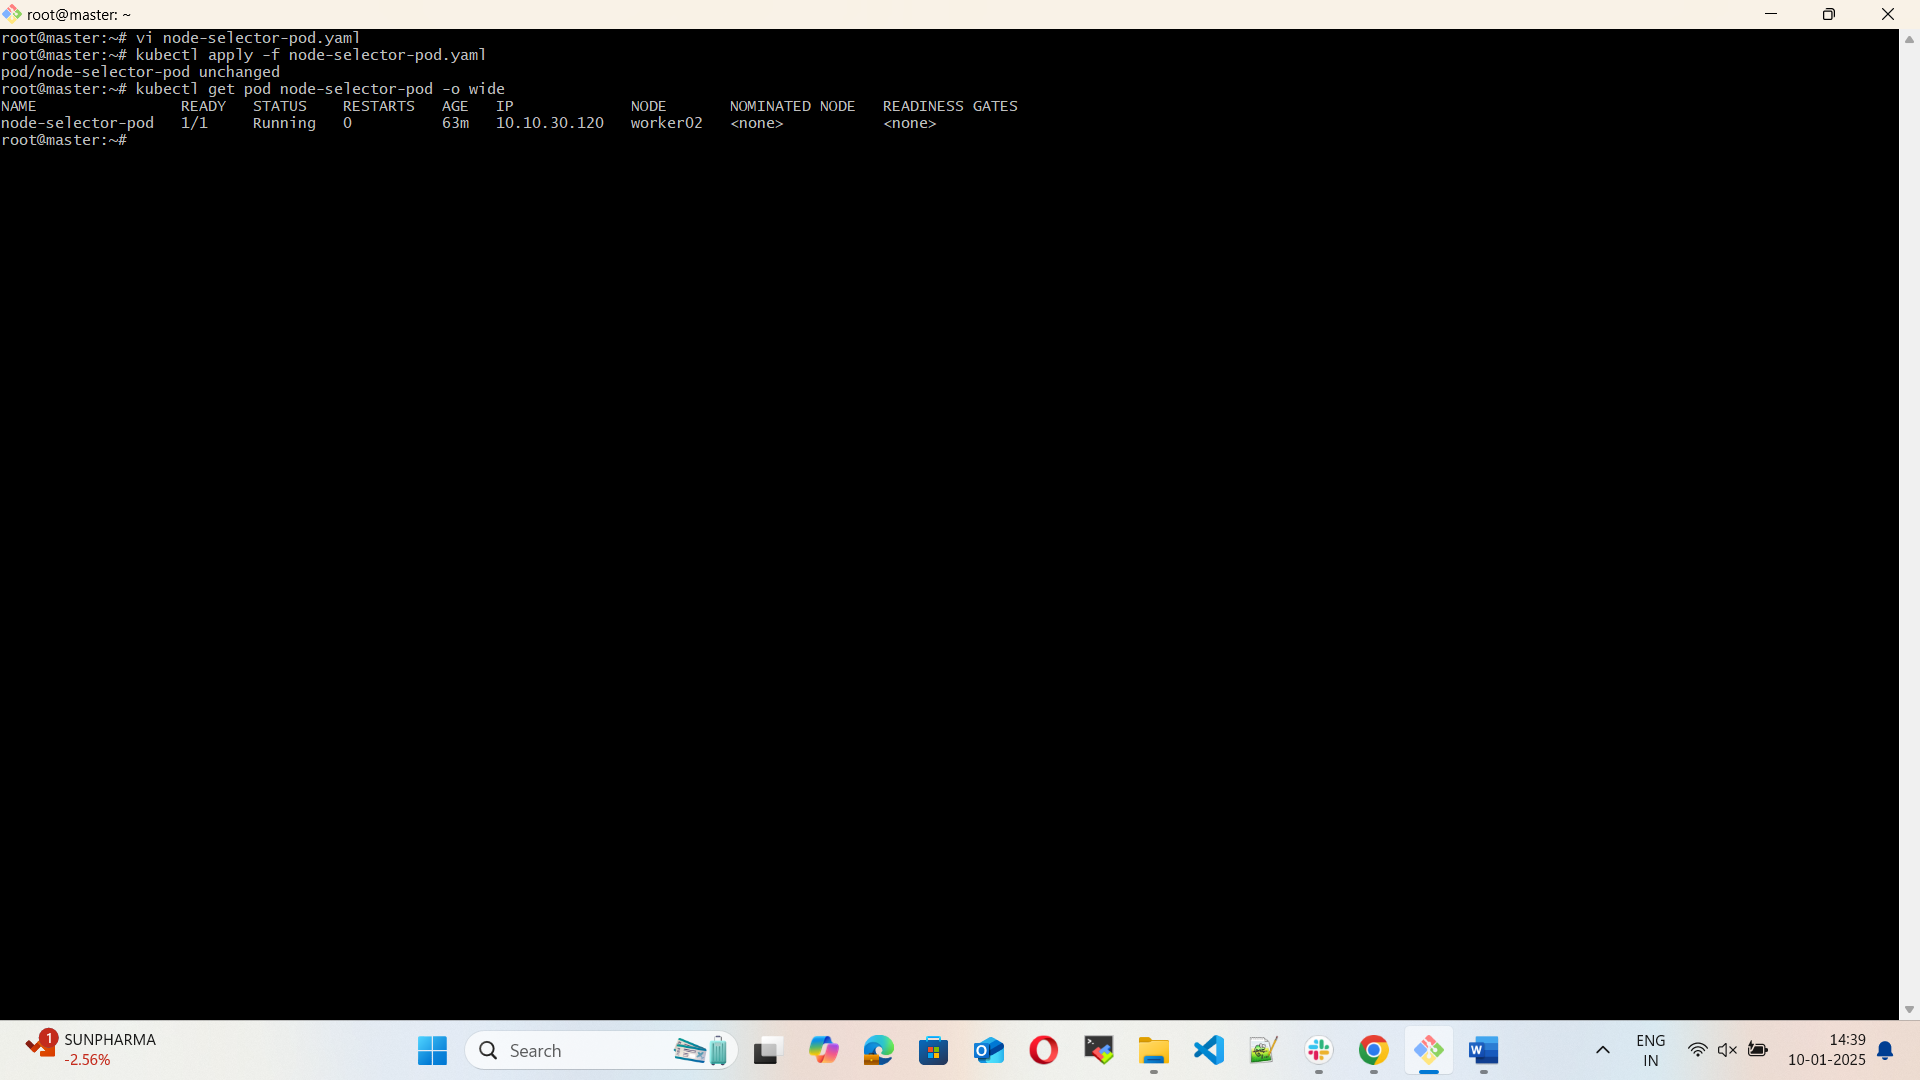 root@master: ~
root@master:~# vi node-selector-pod.yaml
root@master:~# kubectl apply -f node-selector-pod.yaml
pod/node-selector-pod unchanged
root@master:~# kubectl get pod node-selector-pod -o wide
NAME READY STATUS RESTARTS AGE IP NODE NOMINATED NODE READINESS GATES
node-selector-pod 1/1 Running 0 63m 10.10.30.120 worker02 <none> <none>
root@master:~#
1
SUNPHARMA
-2.56%
Search
ENG
IN
14:39
10-01-2025